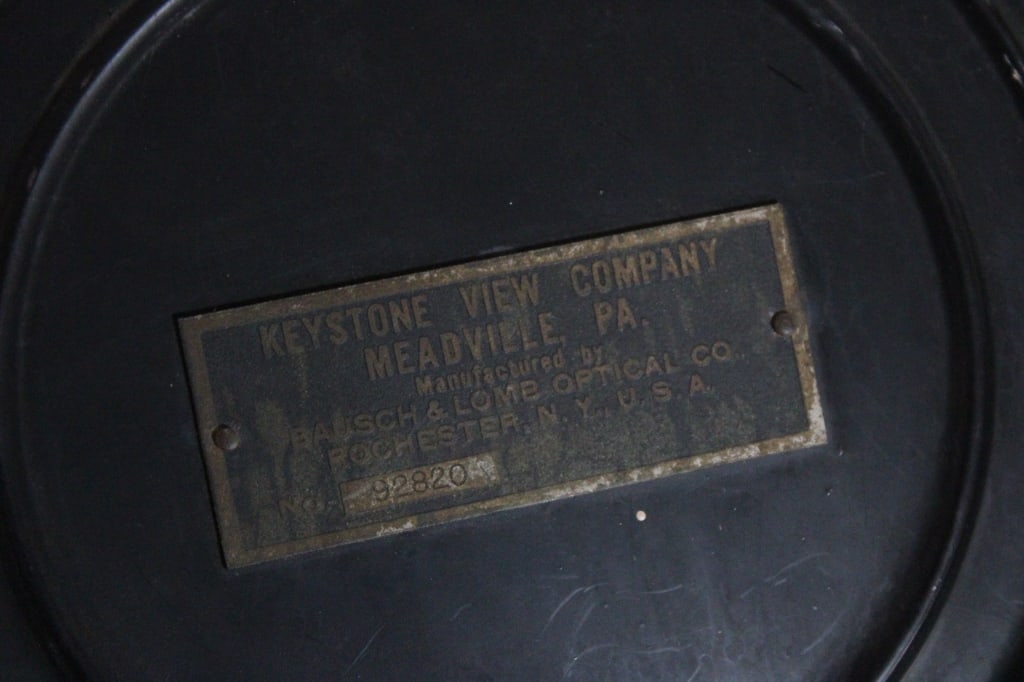 KEYSTONE VIEW COMPANY
MEADVILLE, PA.
Manufactured by
BAUSCH & LOMB OPTICAL CO.
ROCHESTER, N.Y., U.S.A.
No. 92820